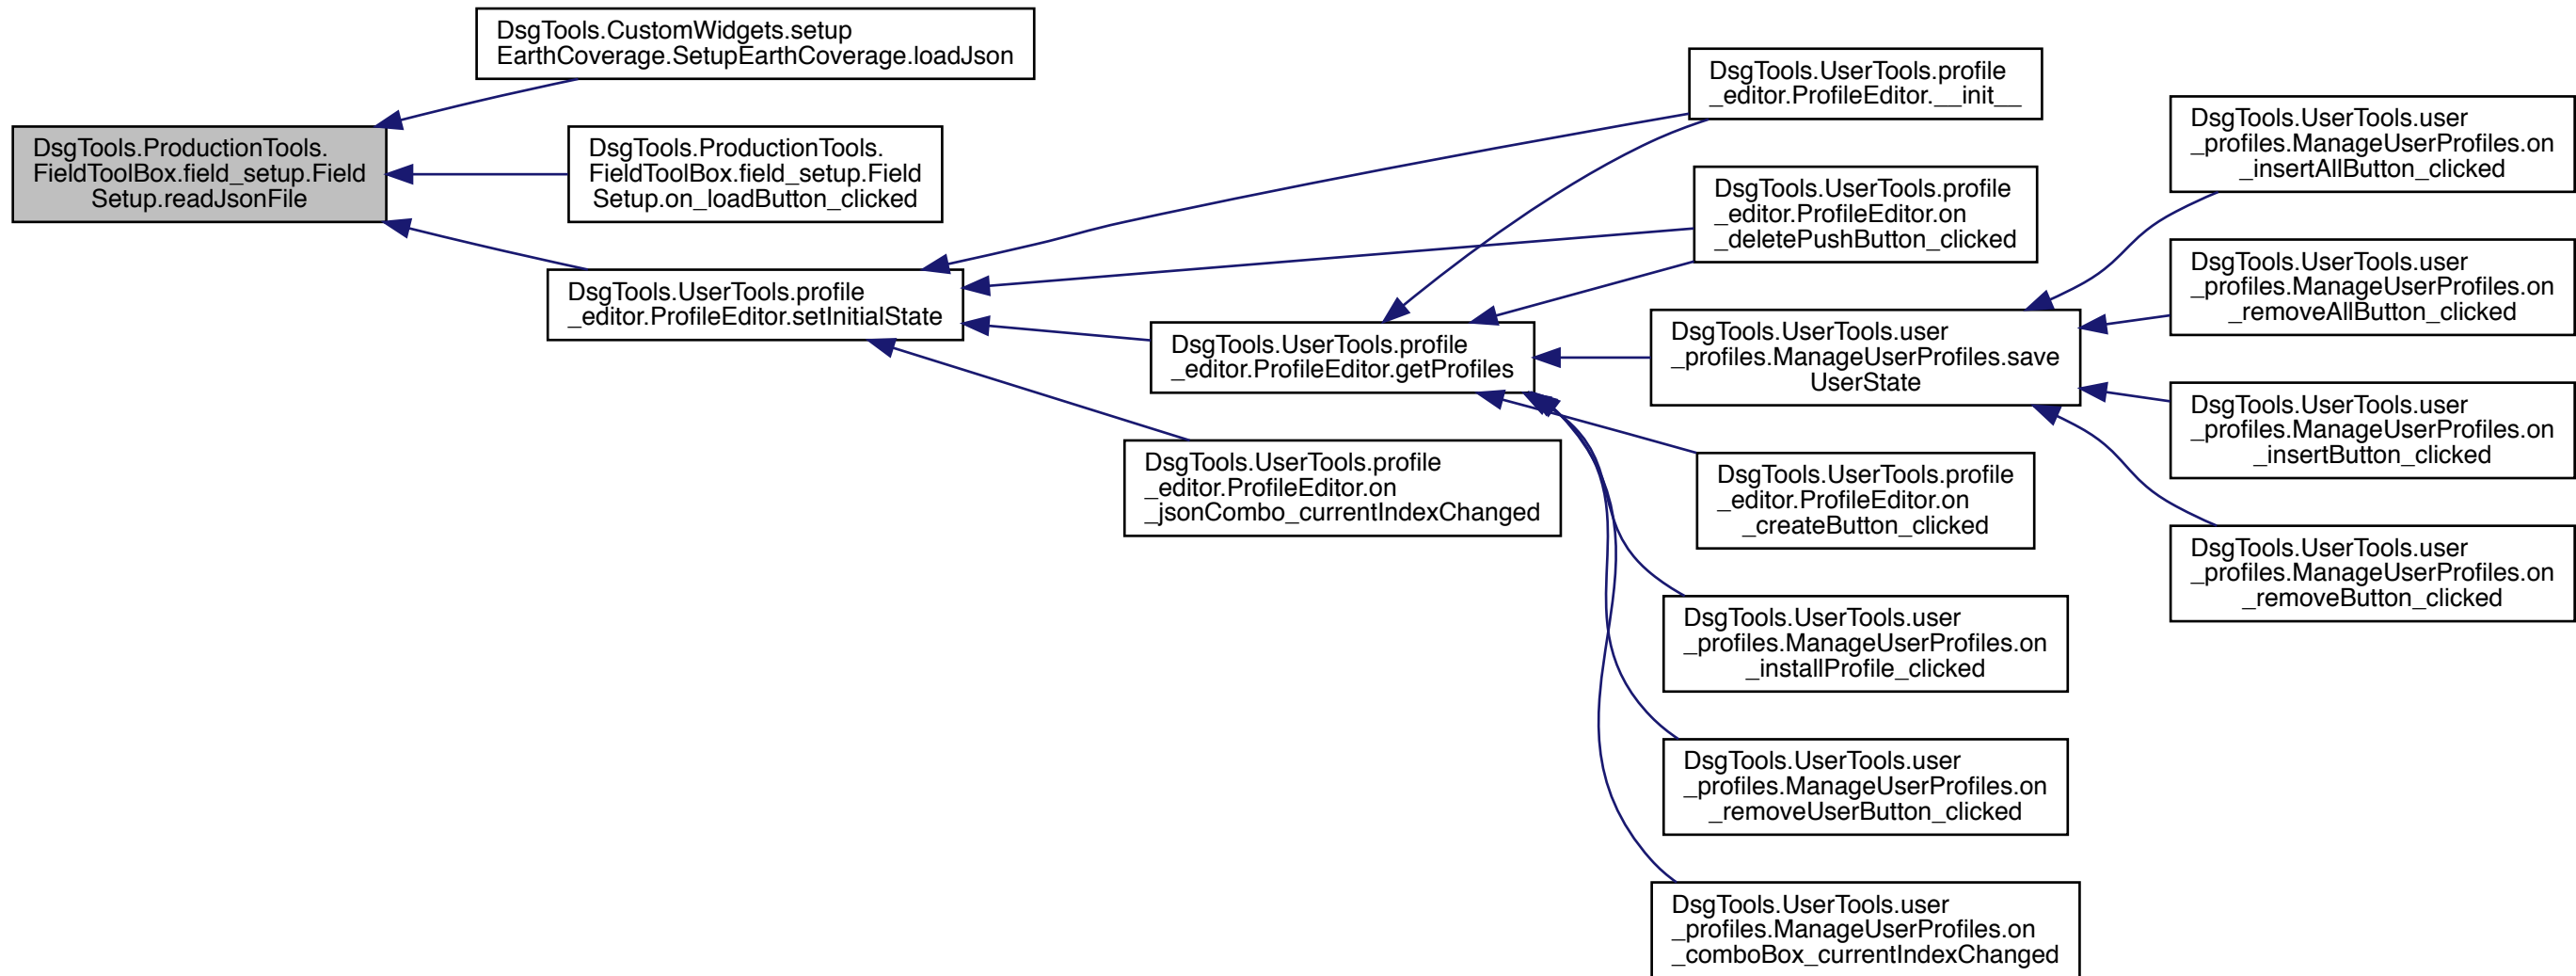 DsgTools.CustomWidgets.setup
EarthCoverage.SetupEarthCoverage.loadJson
DsgTools.ProductionTools.
FieldToolBox.field_setup.Field
Setup.readJsonFile
DsgTools.ProductionTools.
FieldToolBox.field_setup.Field
Setup.on_loadButton_clicked
DsgTools.UserTools.profile
_editor.ProfileEditor.setInitialState
DsgTools.UserTools.profile
_editor.ProfileEditor.__init__
DsgTools.UserTools.profile
_editor.ProfileEditor.on
_deletePushButton_clicked
DsgTools.UserTools.profile
_editor.ProfileEditor.getProfiles
DsgTools.UserTools.profile
_editor.ProfileEditor.on
_jsonCombo_currentIndexChanged
DsgTools.UserTools.user
_profiles.ManageUserProfiles.save
UserState
DsgTools.UserTools.profile
_editor.ProfileEditor.on
_createButton_clicked
DsgTools.UserTools.user
_profiles.ManageUserProfiles.on
_installProfile_clicked
DsgTools.UserTools.user
_profiles.ManageUserProfiles.on
_removeUserButton_clicked
DsgTools.UserTools.user
_profiles.ManageUserProfiles.on
_comboBox_currentIndexChanged
DsgTools.UserTools.user
_profiles.ManageUserProfiles.on
_insertAllButton_clicked
DsgTools.UserTools.user
_profiles.ManageUserProfiles.on
_removeAllButton_clicked
DsgTools.UserTools.user
_profiles.ManageUserProfiles.on
_insertButton_clicked
DsgTools.UserTools.user
_profiles.ManageUserProfiles.on
_removeButton_clicked